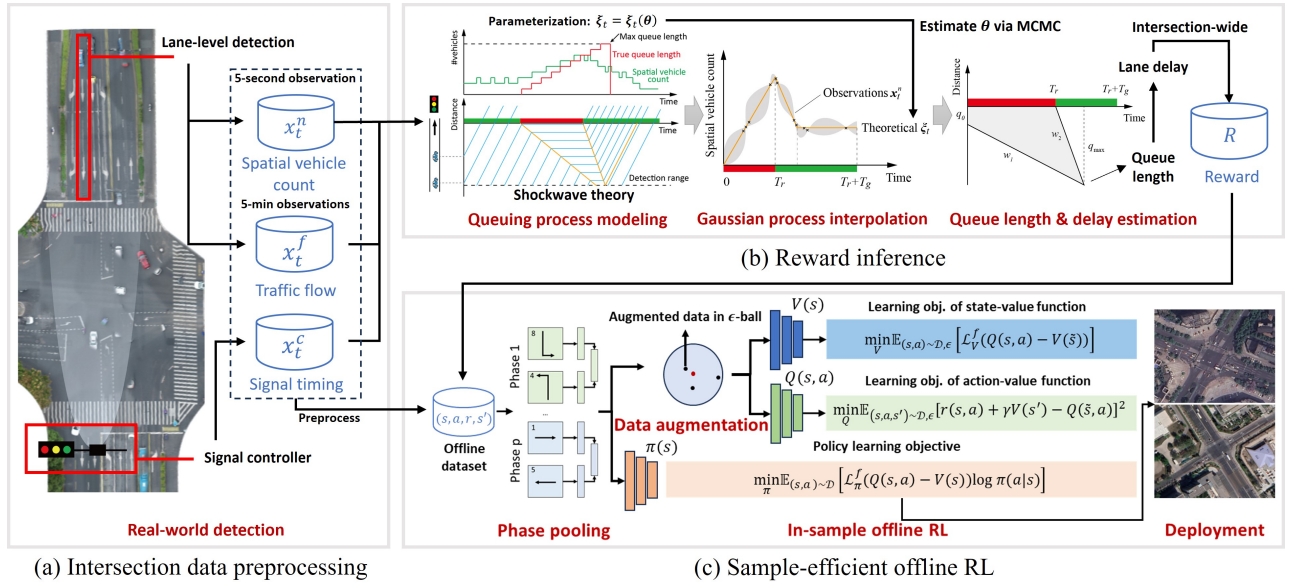 Lane-level detection
5-second observation
x_t^n
Spatial vehicle
count
5-min observations
x_t^f
Traffic flow
x_t^c
Signal timing
Preprocess
Signal controller
Real-world detection
(a) Intersection data preprocessing
Parameterization: ξ_t = ξ_t(θ)
Estimate θ via MCMC
#vehicles
Max queue length
True queue length
Spatial vehicle
count
Time
Distance
Time
Detection range
Shockwave theory
Queuing process modeling
Spatial vehicle count
Observations x_t^n
Theoretical ξ_t
0
T_r
T_r+T_g
Time
Gaussian process interpolation
Distance
q_0
T_r
T_r+T_g
Time
w_1
w_2
q_max
Intersection-wide
Lane delay
Queue
length
R
Reward
Queue length & delay estimation
(b) Reward inference
(s, a, r, s')
Offline
dataset
Phase 1
8
4
...
Phase p
1
5
Phase pooling
Augmented data in ϵ-ball
Data augmentation
V(s)
Learning obj. of state-value function
min_V 𝔼_(s,a)~𝒟,ϵ [ℒ_V^f(Q(s, a) − V(s̃))]
Q(s, a)
Learning obj. of action-value function
min_Q 𝔼_(s,a,s')~𝒟,ϵ [r(s, a) + γV(s') − Q(s̃, a)]^2
π(s)
Policy learning objective
min_π 𝔼_(s,a)~𝒟 [ℒ_π^f(Q(s, a) − V(s)) log π(a|s)]
In-sample offline RL
Deployment
(c) Sample-efficient offline RL